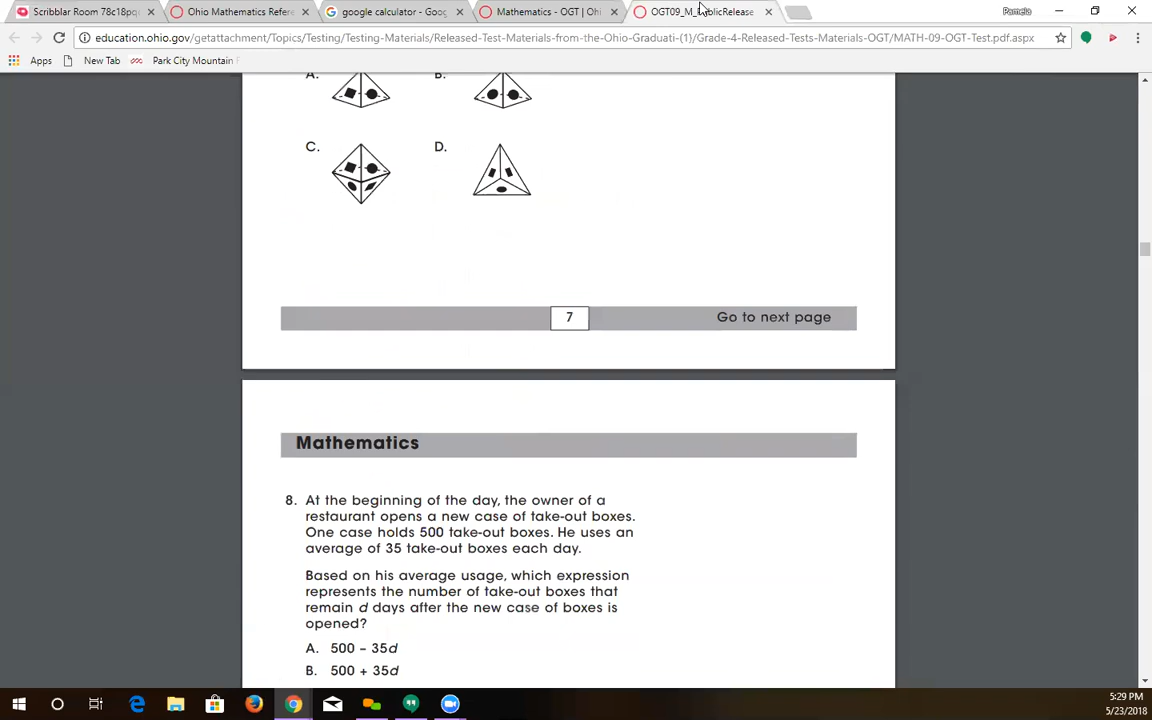 Scribblar Room 78c18pq
Ohio Mathematics Refere
google calculator - Goog
Mathematics - OGT | Ohi
OGT09_M_PublicRelease
Pamela
education.ohio.gov/getattachment/Topics/Testing/Testing-Materials/Released-Test-Materials-from-the-Ohio-Graduati-(1)/Grade-4-Released-Tests-Materials-OGT/MATH-09-OGT-Test.pdf.aspx
Apps New Tab Park City Mountain
A. B.
C. D.
7 Go to next page
Mathematics
8. At the beginning of the day, the owner of a
restaurant opens a new case of take-out boxes.
One case holds 500 take-out boxes. He uses an
average of 35 take-out boxes each day.
Based on his average usage, which expression
represents the number of take-out boxes that
remain d days after the new case of boxes is
opened?
A. 500 – 35d
B. 500 + 35d
5:29 PM
5/23/2018